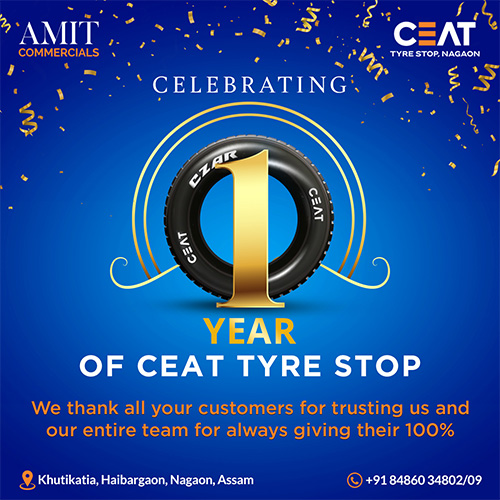 AMIT
COMMERCIALS
CEAT
TYRE STOP, NAGAON
CELEBRATING
CZAR
CEAT
CEAT
1
YEAR
OF CEAT TYRE STOP
We thank all your customers for trusting us and
our entire team for always giving their 100%
Khutikatia, Haibargaon, Nagaon, Assam
+91 84860 34802/09